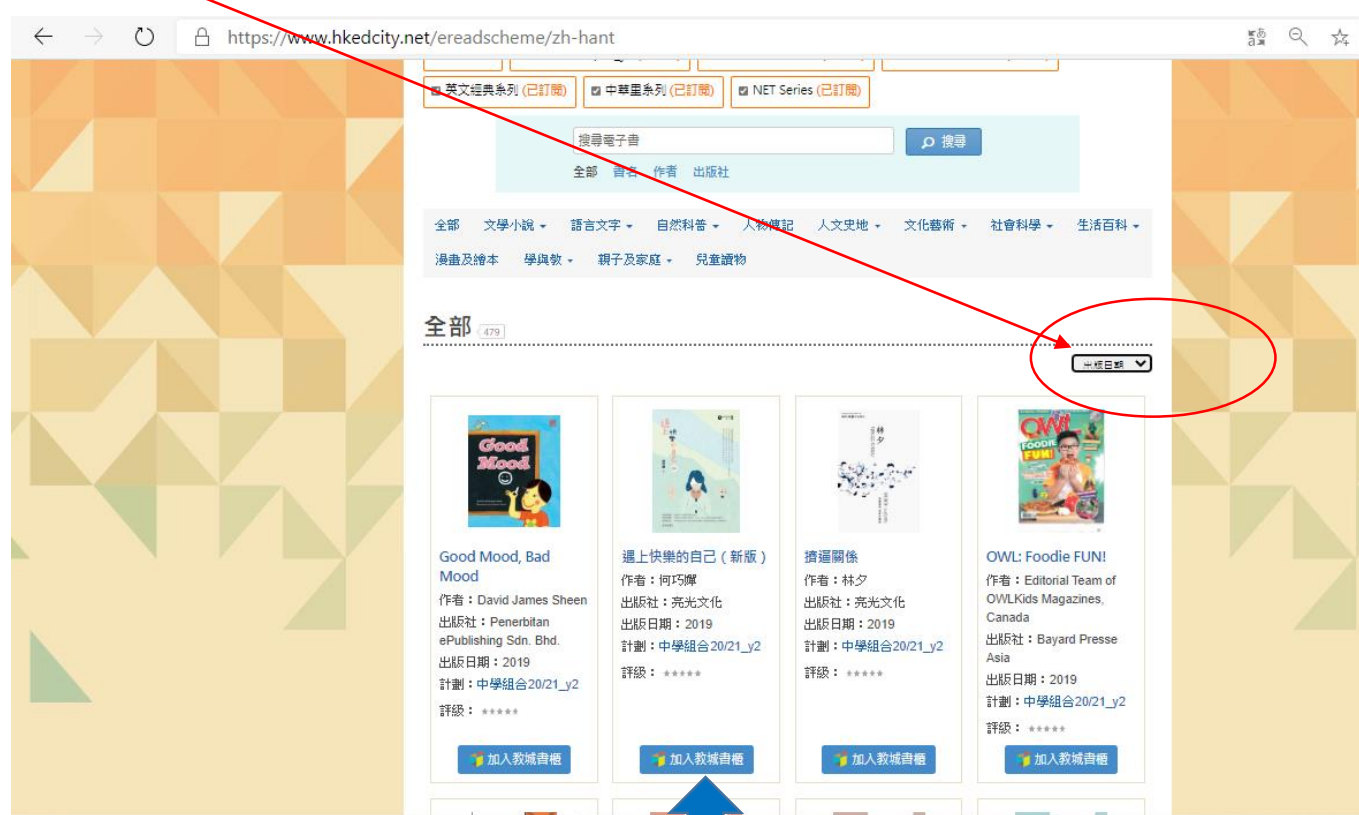 https://www.hkedcity.net/ereadscheme/zh-hant
英文經典系列 (已訂閱)
中華里系列 (已訂閱)
NET Series (已訂閱)
搜尋電子書
搜尋
全部 書名 作者 出版社
全部 文學小說 語言文字 自然科普 人物傳記 人文史地 文化藝術 社會科學 生活百科
漫畫及繪本 學與教 親子及家庭 兒童讀物
全部 479
出版日期
Good
Mood
Good Mood, Bad
Mood
作者：David James Sheen
出版社：Penerbitan
ePublishing Sdn. Bhd.
出版日期：2019
計劃：中學組合20/21_y2
評級：
加入教城書櫃
遇上快樂的自己（新版）
作者：何巧嬋
出版社：亮光文化
出版日期：2019
計劃：中學組合20/21_y2
評級：
加入教城書櫃
林夕
擠逼關係
作者：林夕
出版社：亮光文化
出版日期：2019
計劃：中學組合20/21_y2
評級：
加入教城書櫃
OWL
FOODIE
FUN!
OWL: Foodie FUN!
作者：Editorial Team of
OWLKids Magazines,
Canada
出版社：Bayard Presse
Asia
出版日期：2019
計劃：中學組合20/21_y2
評級：
加入教城書櫃